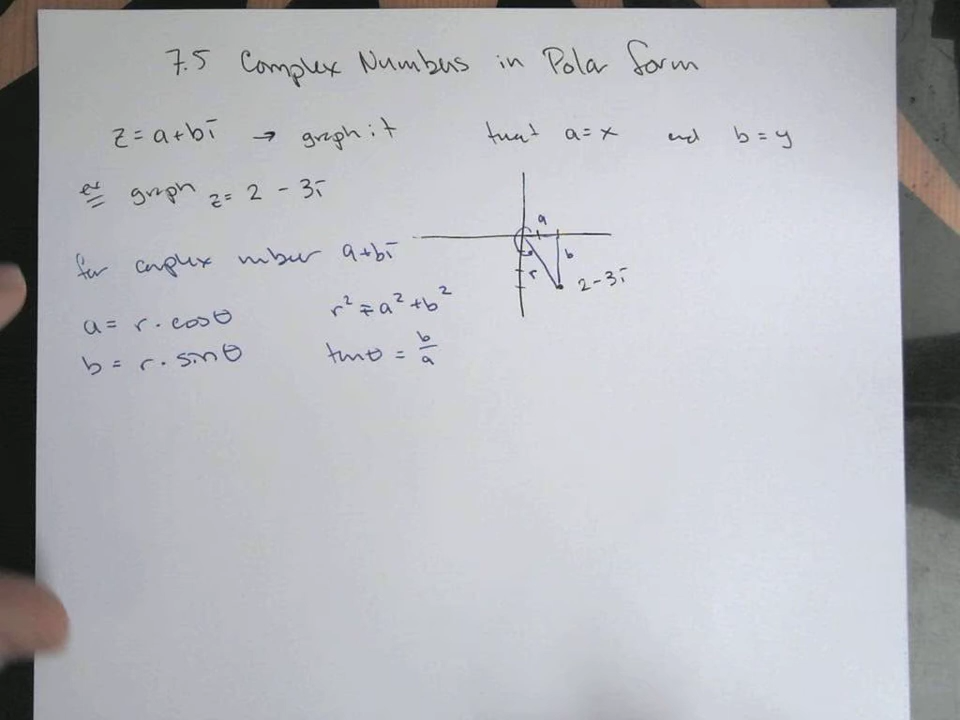 7.5 Complex Numbers in Polar form
z = a + bi → graph it treat a = x and b = y
ex graph z = 2 - 3i
a
b
r
2 - 3i
for complex number a + bi
a = r · cosθ r² = a² + b²
b = r · sinθ tanθ = b/a